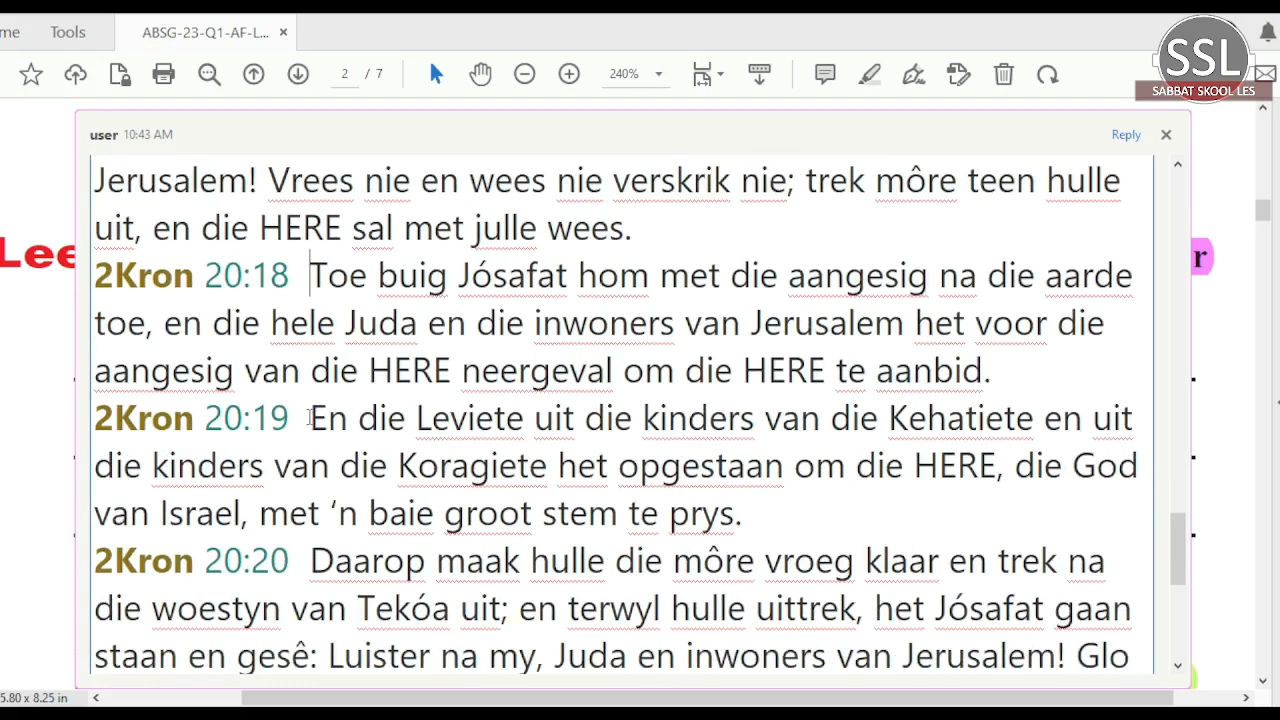 me Tools ABSG-23-Q1-AF-L... ×
SSL
SABBAT SKOOL LES
2 / 7 240%
user 10:43 AM Reply
Jerusalem! Vrees nie en wees nie verskrik nie; trek môre teen hulle
uit, en die HERE sal met julle wees.
Lee r
2Kron 20:18 Toe buig Jósafat hom met die aangesig na die aarde
toe, en die hele Juda en die inwoners van Jerusalem het voor die
aangesig van die HERE neergeval om die HERE te aanbid.
2Kron 20:19 En die Leviete uit die kinders van die Kehatiete en uit
die kinders van die Koragiete het opgestaan om die HERE, die God
van Israel, met ‘n baie groot stem te prys.
2Kron 20:20 Daarop maak hulle die môre vroeg klaar en trek na
die woestyn van Tekóa uit; en terwyl hulle uittrek, het Jósafat gaan
staan en gesê: Luister na my, Juda en inwoners van Jerusalem! Glo
5.80 x 8.25 in